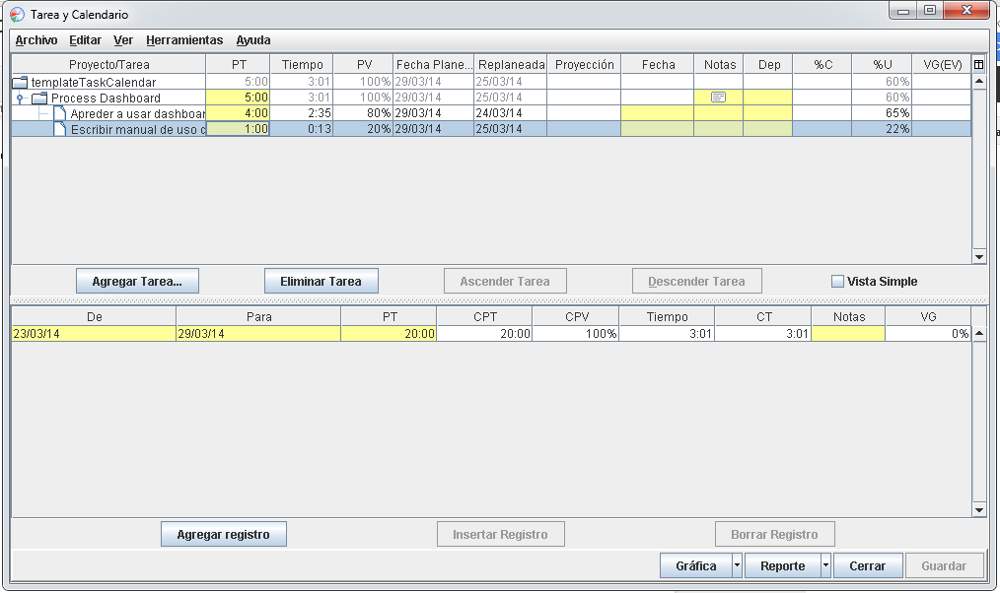 Tarea y Calendario
Archivo Editar Ver Herramientas Ayuda
Proyecto/Tarea PT Tiempo PV Fecha Plane... Replaneada Proyección Fecha Notas Dep %C %U VG(EV)
templateTaskCalendar 5:00 3:01 100% 29/03/14 25/03/14 60%
Process Dashboard 5:00 3:01 100% 29/03/14 25/03/14 60%
Apreder a usar dashboar 4:00 2:35 80% 29/03/14 24/03/14 65%
Escribir manual de uso d 1:00 0:13 20% 29/03/14 25/03/14 22%
Agregar Tarea... Eliminar Tarea Ascender Tarea Descender Tarea Vista Simple
De Para PT CPT CPV Tiempo CT Notas VG
23/03/14 29/03/14 20:00 20:00 100% 3:01 3:01 0%
Agregar registro Insertar Registro Borrar Registro
Gráfica Reporte Cerrar Guardar